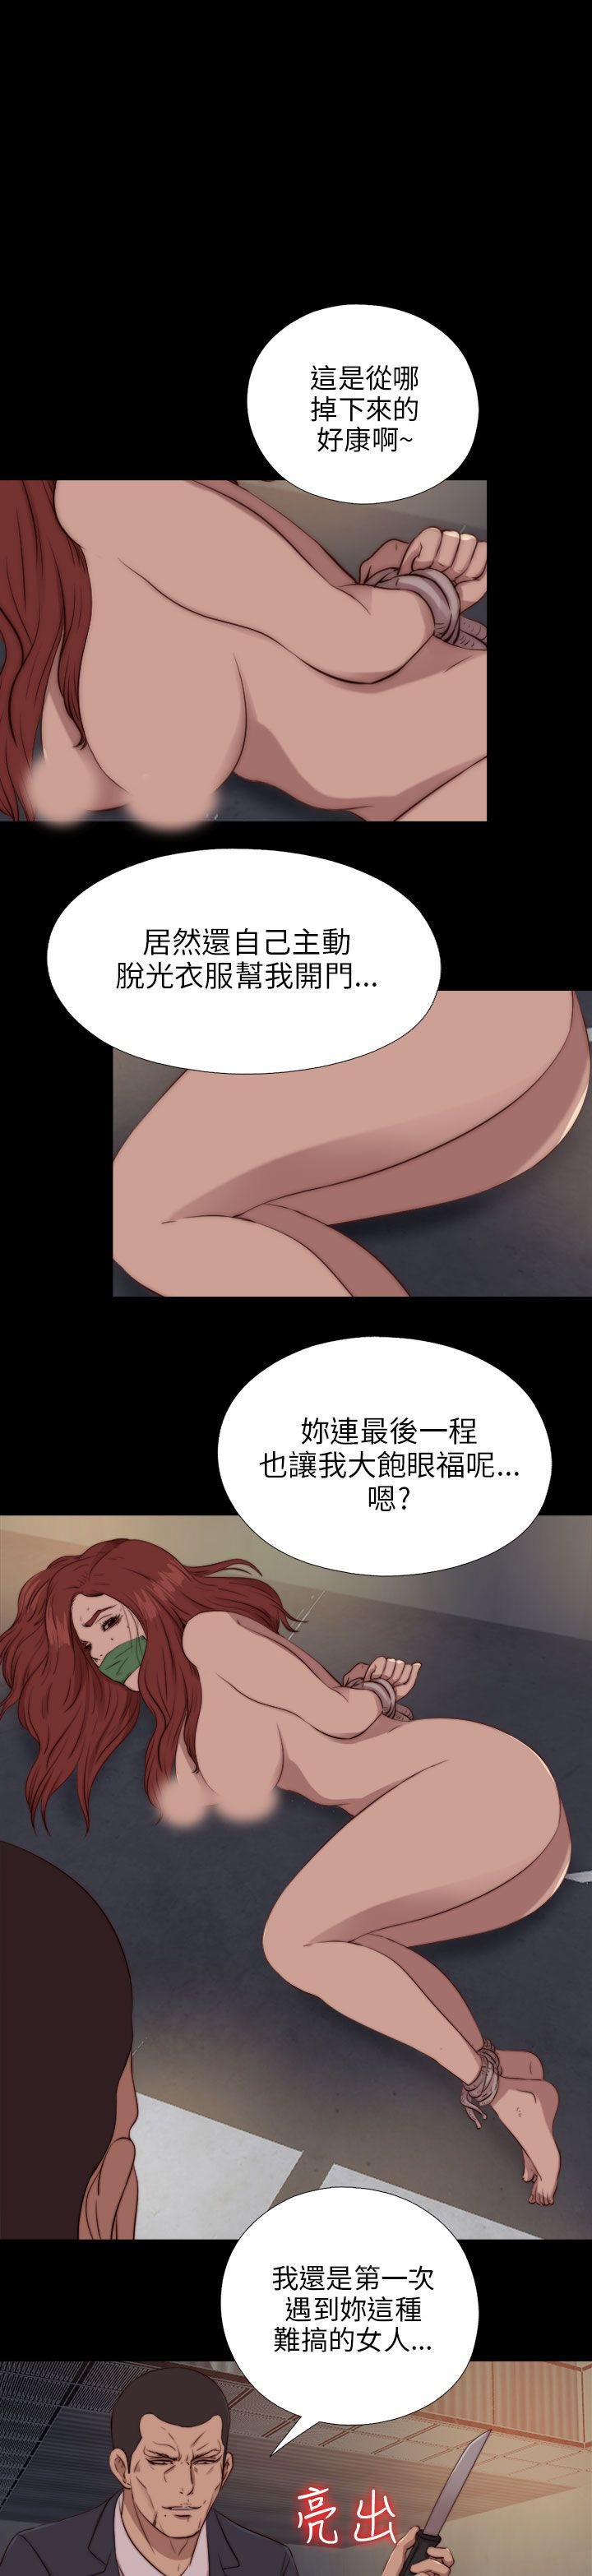 這是從哪
掉下來的
好康啊~
居然還自己主動
脫光衣服幫我開門...
妳連最後一程
也讓我大飽眼福呢...
嗯?
我還是第一次
遇到妳這種
難搞的女人...
亮出